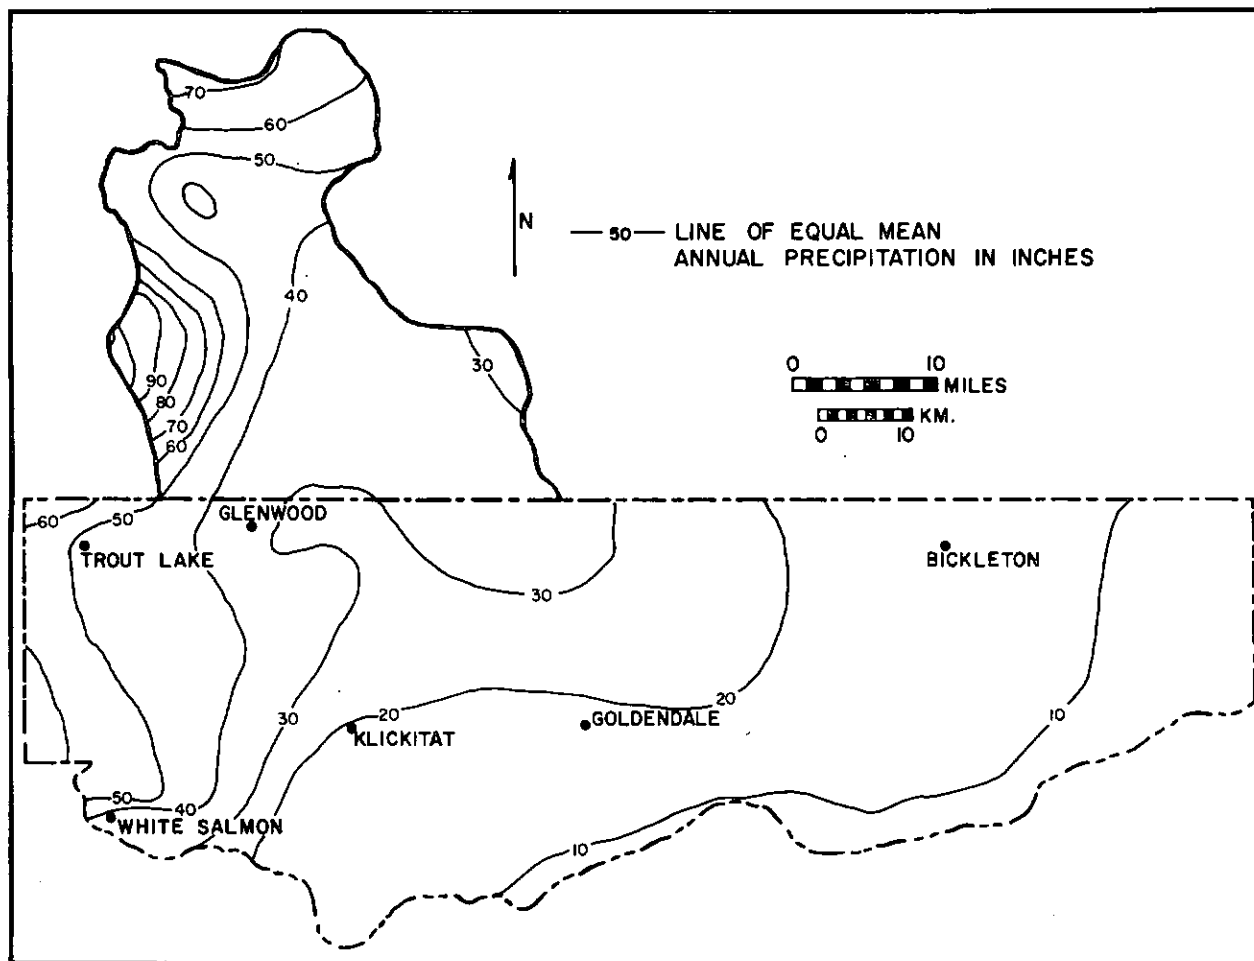 70
60
50
N
—50— LINE OF EQUAL MEAN
ANNUAL PRECIPITATION IN INCHES
40
30
0 10
MILES
KM.
0 10
90
80
70
60
60
50
GLENWOOD
TROUT LAKE
BICKLETON
30
20
30
20
GOLDENDALE
10
KLICKITAT
50
40
WHITE SALMON
10